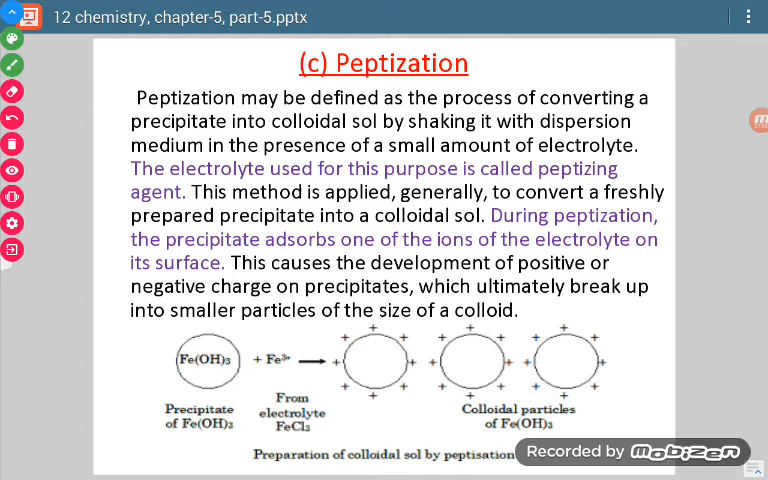 12 chemistry, chapter-5, part-5.pptx
(c) Peptization
Peptization may be defined as the process of converting a
precipitate into colloidal sol by shaking it with dispersion
medium in the presence of a small amount of electrolyte.
The electrolyte used for this purpose is called peptizing
agent. This method is applied, generally, to convert a freshly
prepared precipitate into a colloidal sol. During peptization,
the precipitate adsorbs one of the ions of the electrolyte on
its surface. This causes the development of positive or
negative charge on precipitates, which ultimately break up
into smaller particles of the size of a colloid.
Fe(OH)₃ + Fe³⁺
Precipitate
of Fe(OH)₃
From
electrolyte
FeCl₃
Colloidal particles
of Fe(OH)₃
Preparation of colloidal sol by peptisation
Recorded by mobizen